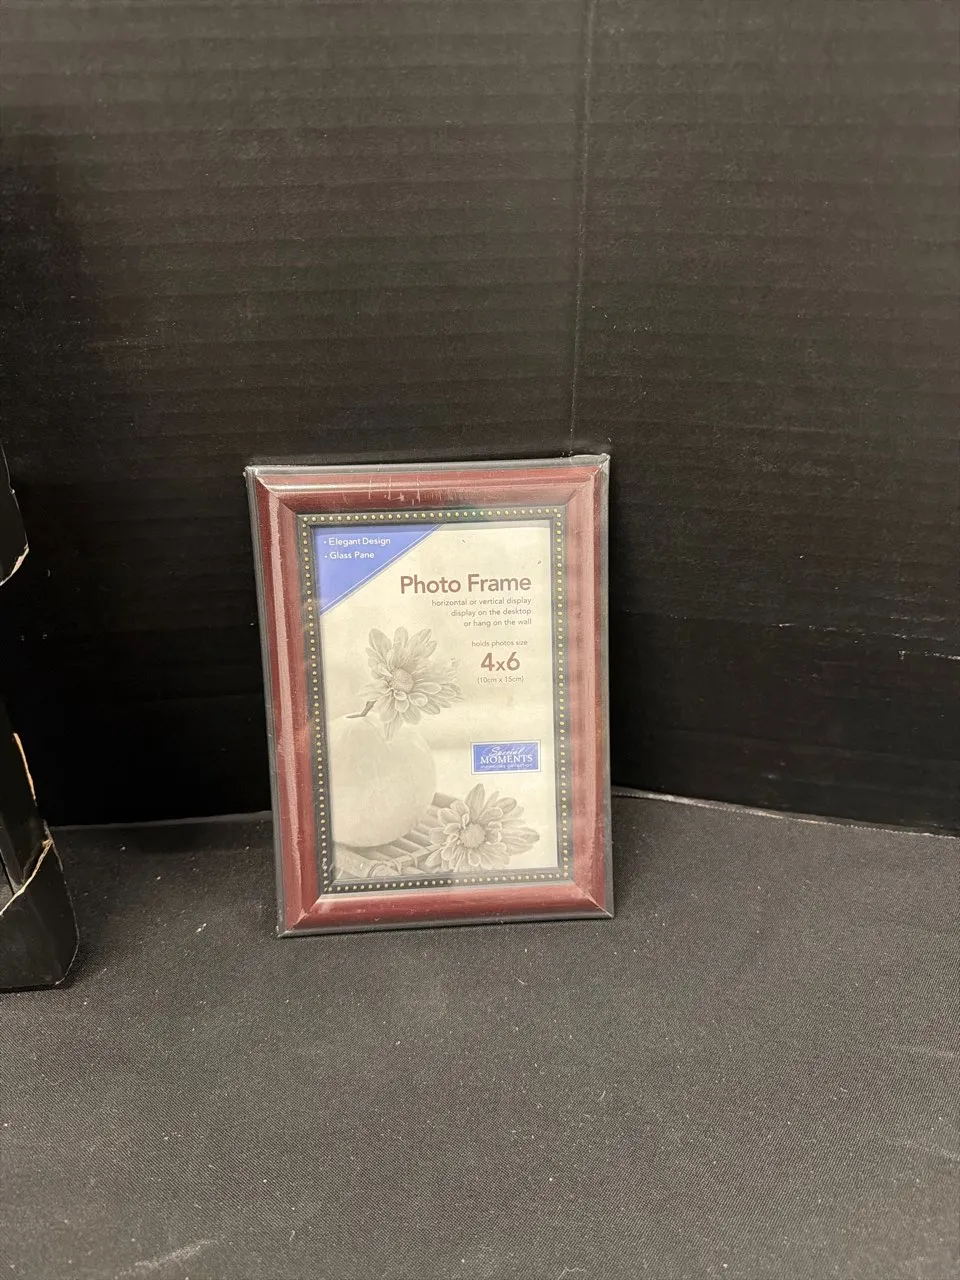 • Elegant Design
• Glass Pane
Photo Frame
horizontal or vertical display
display on the desktop
or hang on the wall
holds photos size
4x6
(10cm x 15cm)
Special
MOMENTS